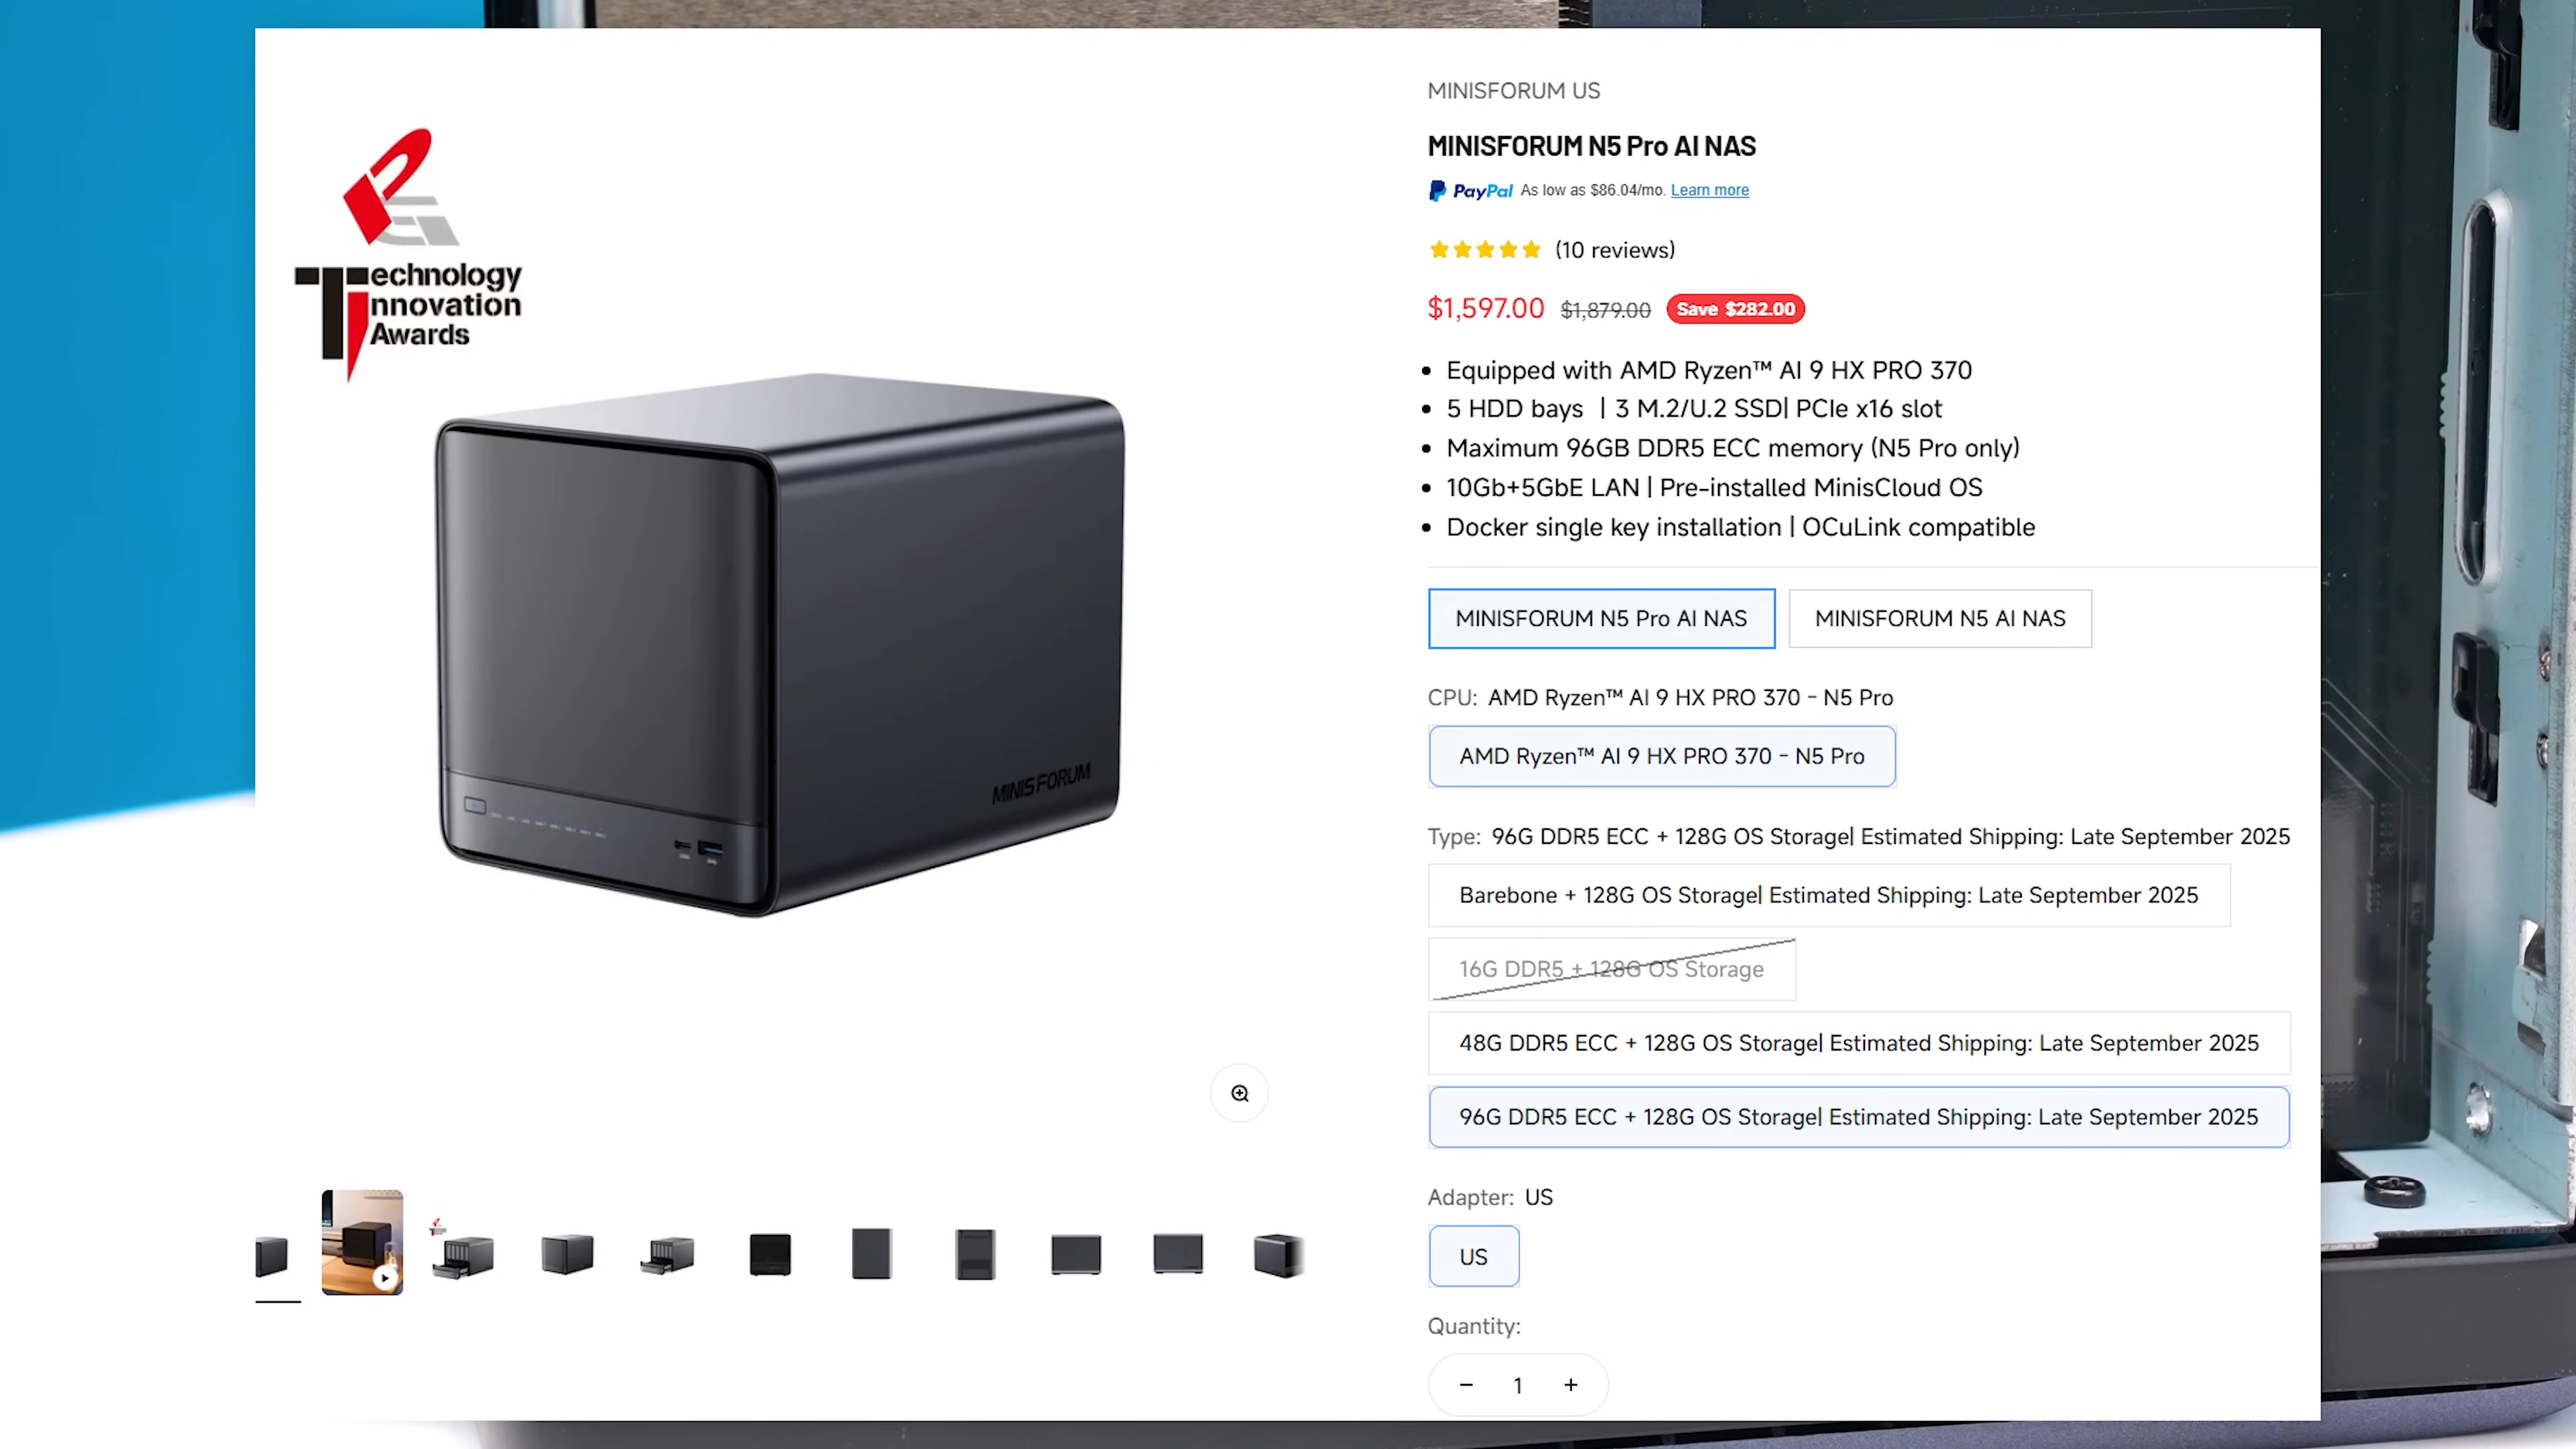 Technology
Innovation
Awards
MINISFORUM
MINISFORUM US
MINISFORUM N5 Pro AI NAS
PayPal As low as $86.04/mo. Learn more
(10 reviews)
$1,597.00 $1,879.00 Save $282.00
• Equipped with AMD Ryzen™ AI 9 HX PRO 370
• 5 HDD bays | 3 M.2/U.2 SSD| PCIe x16 slot
• Maximum 96GB DDR5 ECC memory (N5 Pro only)
• 10Gb+5GbE LAN | Pre-installed MinisCloud OS
• Docker single key installation | OCuLink compatible
MINISFORUM N5 Pro AI NAS MINISFORUM N5 AI NAS
CPU: AMD Ryzen™ AI 9 HX PRO 370 - N5 Pro
AMD Ryzen™ AI 9 HX PRO 370 - N5 Pro
Type: 96G DDR5 ECC + 128G OS Storage| Estimated Shipping: Late September 2025
Barebone + 128G OS Storage| Estimated Shipping: Late September 2025
16G DDR5 + 128G OS Storage
48G DDR5 ECC + 128G OS Storage| Estimated Shipping: Late September 2025
96G DDR5 ECC + 128G OS Storage| Estimated Shipping: Late September 2025
Adapter: US
US
Quantity:
− 1 +